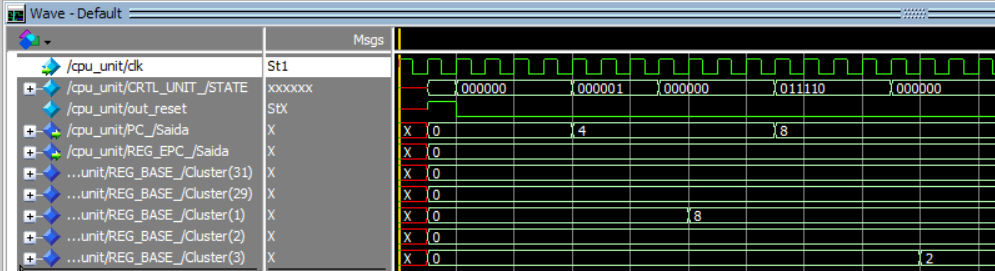 Wave - Default
Msgs
/cpu_unit/clk St1
/cpu_unit/CRTL_UNIT_/STATE xxxxxx 000000 000001 000000 011110 000000
/cpu_unit/out_reset StX
/cpu_unit/PC_/Saida X X 0 4 8
/cpu_unit/REG_EPC_/Saida X X 0
...unit/REG_BASE_/Cluster(31) X X 0
...unit/REG_BASE_/Cluster(29) X X 0
...unit/REG_BASE_/Cluster(1) X X 0 8
...unit/REG_BASE_/Cluster(2) X X 0
...unit/REG_BASE_/Cluster(3) X X 0 2